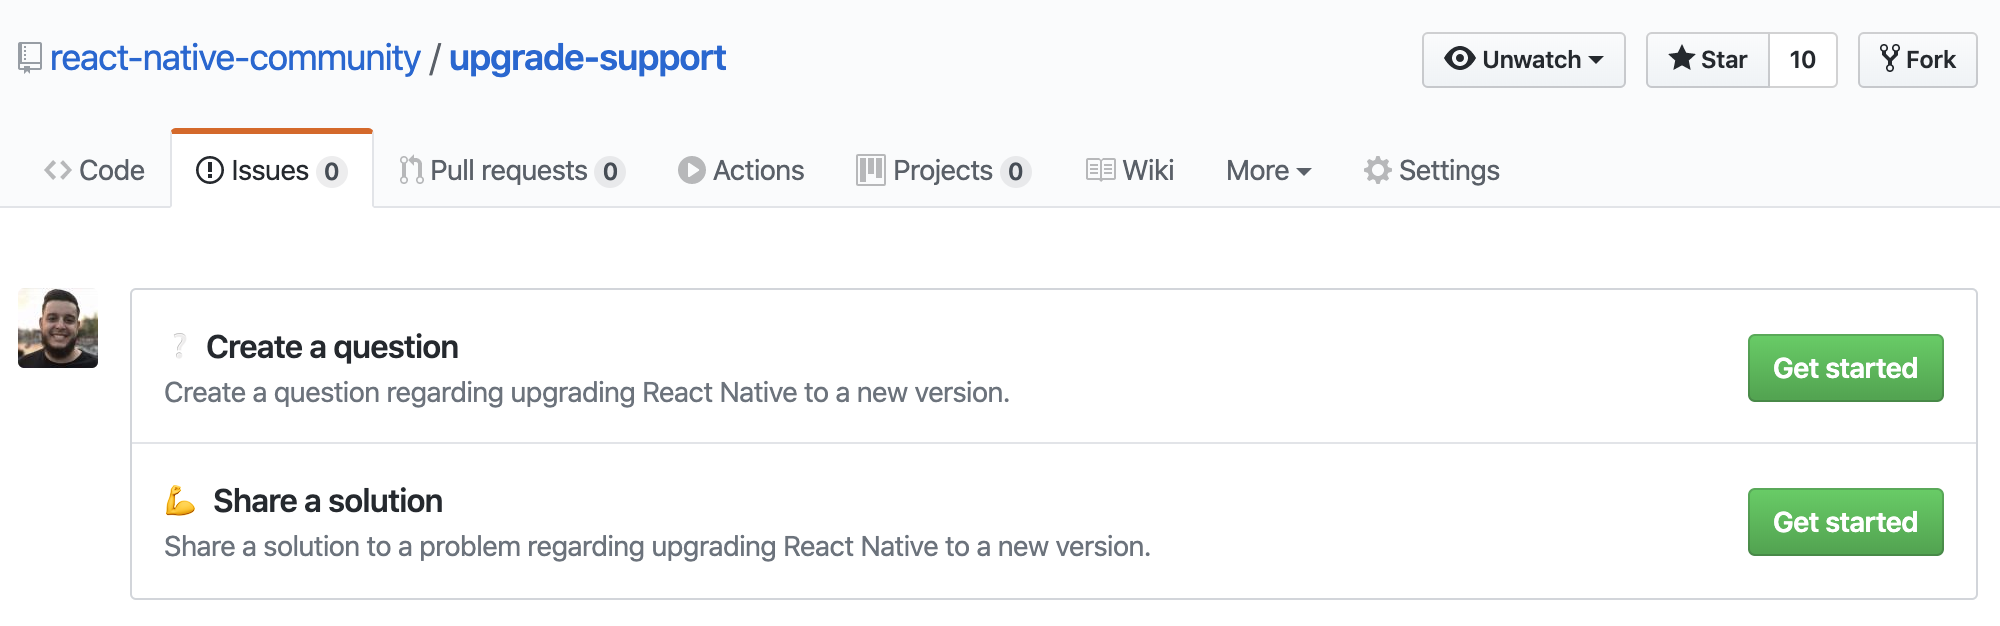 react-native-community / upgrade-support
Unwatch
Star 10
Fork
Code
Issues 0
Pull requests 0
Actions
Projects 0
Wiki
More
Settings
❔ Create a question
Create a question regarding upgrading React Native to a new version.
Get started
💪 Share a solution
Share a solution to a problem regarding upgrading React Native to a new version.
Get started